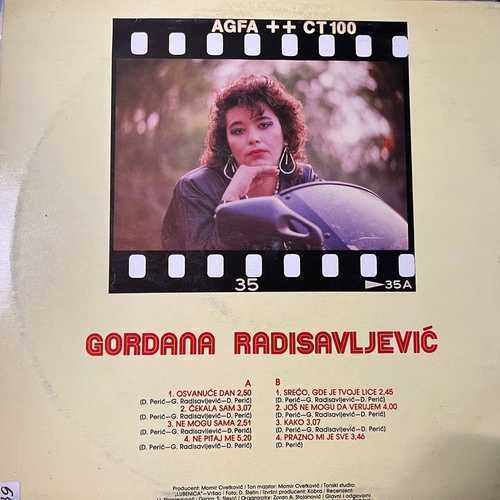 AGFA ++ CT100
35
35A
GORDANA RADISAVLJEVIĆ
A
1. OSVANUĆE DAN 2,50
(D. Perić—G. Radisavljević—D. Perić)
2. ČEKALA SAM 3,07
(D. Perić—G. Radisavljević—D. Perić)
3. NE MOGU SAMA 2,51
(D. Perić—G. Radisavljević—D. Perić)
4. NE PITAJ ME 5,20
(D. Perić—G. Radisavljević—D. Perić)
B
1. SREĆO, GDE JE TVOJE LICE 2,45
(D. Perić—G. Radisavljević—D. Perić)
2. JOŠ NE MOGU DA VERUJEM 4,00
(D. Perić—G. Radisavljević—D. Perić)
3. KAKO 3,07
(D. Perić—G. Radisavljević—D. Perić)
4. PRAZNO MI JE SVE 3,46
(D. Perić—G. Radisavljević—D. Perić)
Producent: Momir Cvetković / Ton majstor: Momir Cvetković / Tonski studio:
„LUBENICA"—Vršac / Foto: D. Štefin / Izvršni producent: Kobra / Recenzent